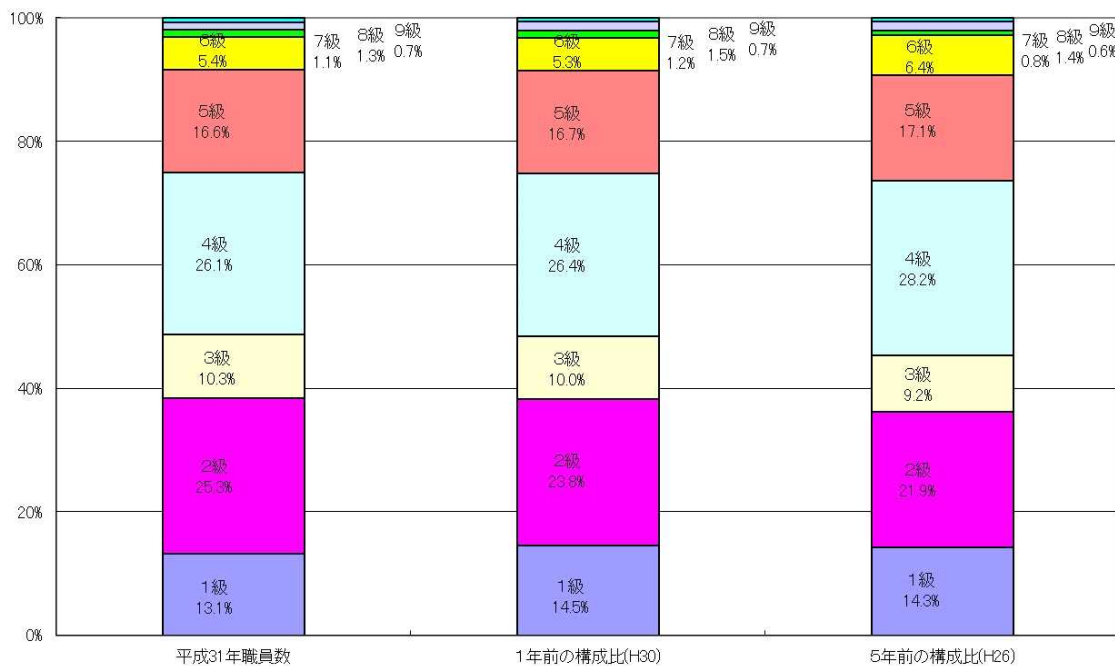 100%
80%
60%
40%
20%
0%
6級
5.4%
7級
1.1%
8級
1.3%
9級
0.7%
5級
16.6%
4級
26.1%
3級
10.3%
2級
25.3%
1級
13.1%
平成31年職員数
6級
5.3%
7級
1.2%
8級
1.5%
9級
0.7%
5級
16.7%
4級
26.4%
3級
10.0%
2級
23.8%
1級
14.5%
1年前の構成比(H30)
6級
6.4%
7級
0.8%
8級
1.4%
9級
0.6%
5級
17.1%
4級
28.2%
3級
9.2%
2級
21.9%
1級
14.3%
5年前の構成比(H26)